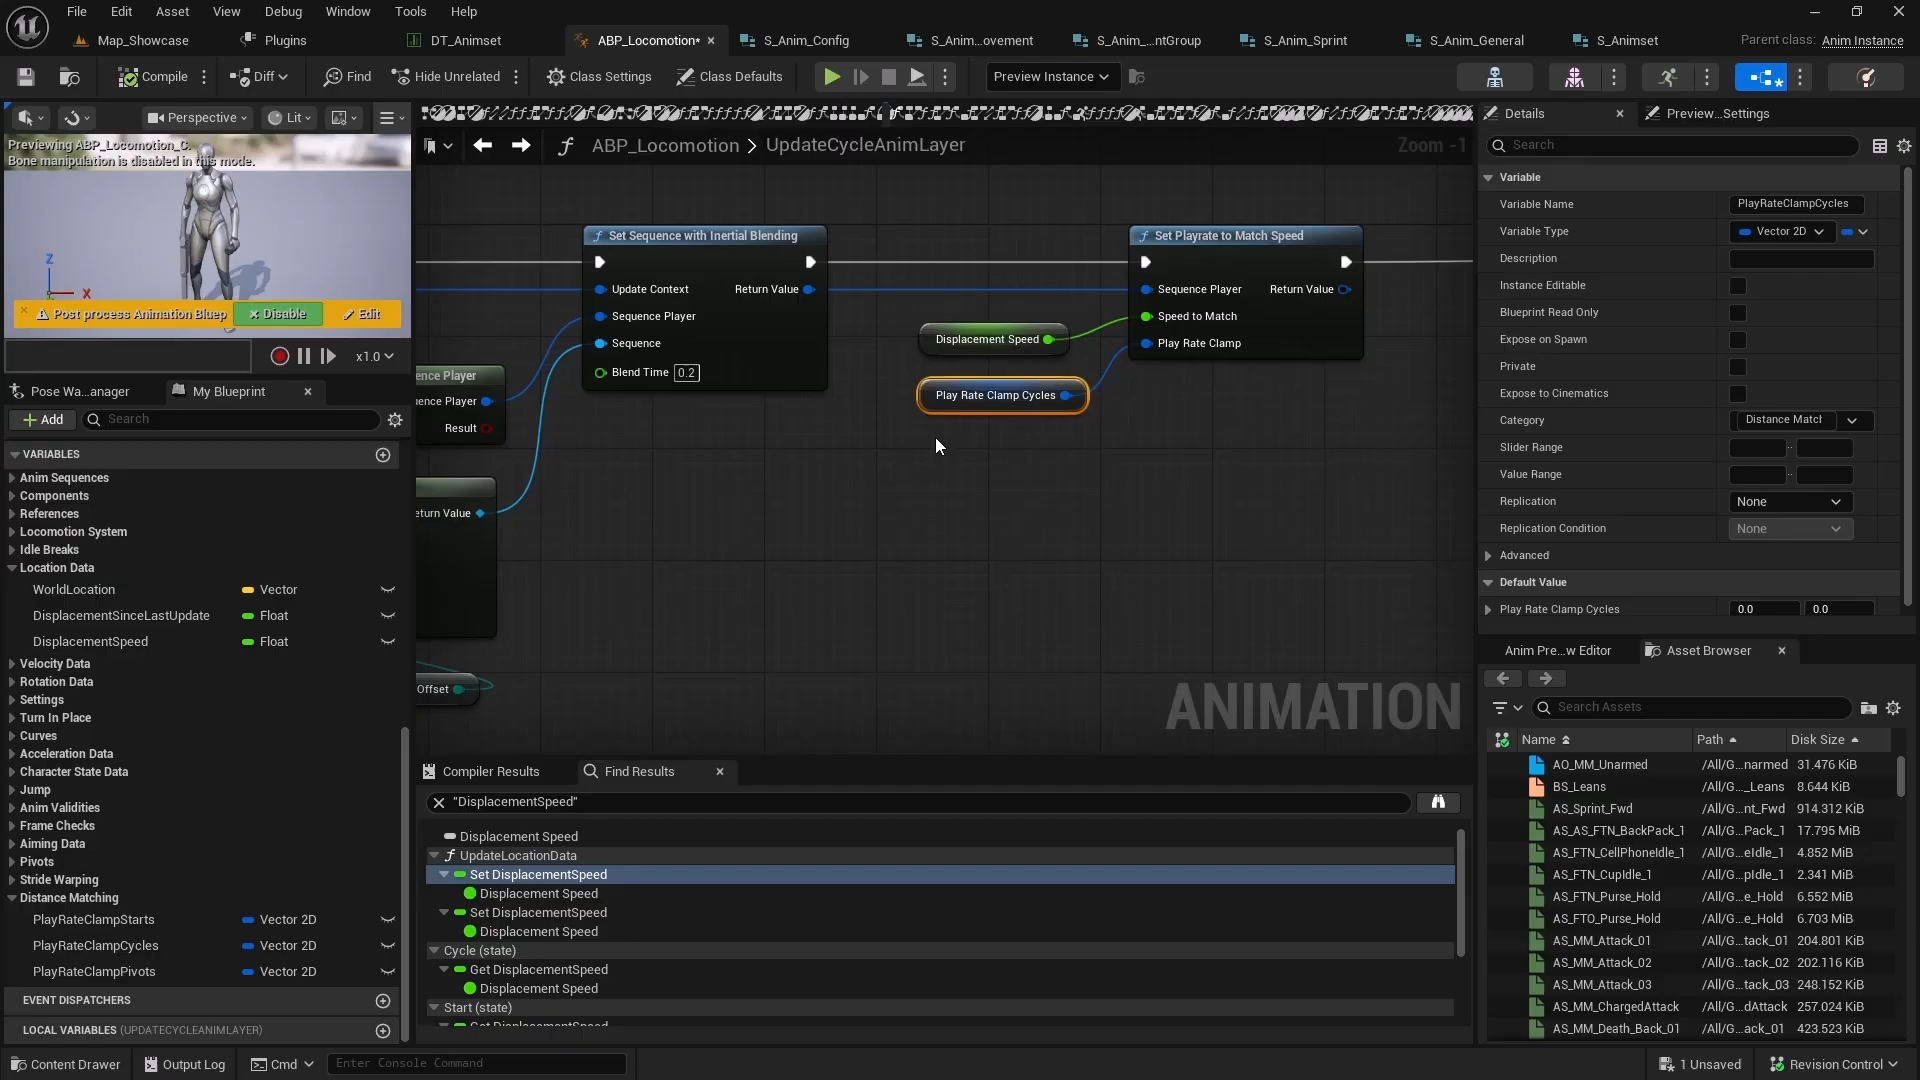 File Edit Asset View Debug Window Tools Help
Map_Showcase Plugins DT_Animset ABP_Locomotion* S_Anim_Config S_Anim...ovement S_Anim_...ntGroup S_Anim_Sprint S_Anim_General S_Animset Parent class: Anim Instance
Compile Diff Find Hide Unrelated Class Settings Class Defaults Preview Instance
Perspective Lit
Previewing ABP_Locomotion_C.
Bone manipulation is disabled in this mode.
Z
X
Post process Animation Bluep Disable Edit
x1.0
Pose Wa...anager My Blueprint
Add Search
VARIABLES
Anim Sequences
Components
References
Locomotion System
Idle Breaks
Location Data
WorldLocation Vector
DisplacementSinceLastUpdate Float
DisplacementSpeed Float
Velocity Data
Rotation Data
Settings
Turn In Place
Curves
Acceleration Data
Character State Data
Jump
Anim Validities
Frame Checks
Aiming Data
Pivots
Stride Warping
Distance Matching
PlayRateClampStarts Vector 2D
PlayRateClampCycles Vector 2D
PlayRateClampPivots Vector 2D
EVENT DISPATCHERS
LOCAL VARIABLES (UPDATECYCLEANIMLAYER)
f ABP_Locomotion > UpdateCycleAnimLayer Zoom -1
f Set Sequence with Inertial Blending
Update Context Return Value
Sequence Player
Sequence
Blend Time 0.2
f Set Playrate to Match Speed
Sequence Player Return Value
Speed to Match
Play Rate Clamp
Displacement Speed
Play Rate Clamp Cycles
ence Player
ence Player
Result
eturn Value
Offset
ANIMATION
Compiler Results Find Results
"DisplacementSpeed"
Displacement Speed
f UpdateLocationData
Set DisplacementSpeed
Displacement Speed
Set DisplacementSpeed
Displacement Speed
Cycle (state)
Get DisplacementSpeed
Displacement Speed
Start (state)
Get DisplacementSpeed
Details Preview...Settings
Search
Variable
Variable Name PlayRateClampCycles
Variable Type Vector 2D
Description
Instance Editable
Blueprint Read Only
Expose on Spawn
Private
Expose to Cinematics
Category Distance Matcl
Slider Range ..
Value Range ..
Replication None
Replication Condition None
Advanced
Default Value
Play Rate Clamp Cycles 0.0 0.0
Anim Pre...w Editor Asset Browser
Search Assets
Name Path Disk Size
AO_MM_Unarmed /All/G...narmed 31.476 KiB
BS_Leans /All/G..._Leans 8.644 KiB
AS_Sprint_Fwd /All/G...nt_Fwd 914.312 KiB
AS_AS_FTN_BackPack_1 /All/G...Pack_1 17.795 MiB
AS_FTN_CellPhoneIdle_1 /All/G...eIdle_1 4.852 MiB
AS_FTN_CupIdle_1 /All/G...pIdle_1 2.341 MiB
AS_FTN_Purse_Hold /All/G...e_Hold 6.552 MiB
AS_FTO_Purse_Hold /All/G...e_Hold 6.703 MiB
AS_MM_Attack_01 /All/G...tack_01 204.801 KiB
AS_MM_Attack_02 /All/G...tack_02 202.116 KiB
AS_MM_Attack_03 /All/G...tack_03 248.152 KiB
AS_MM_ChargedAttack /All/G...dAttack 257.024 KiB
AS_MM_Death_Back_01 /All/G...ack_01 423.523 KiB
Content Drawer Output Log Cmd Enter Console Command 1 Unsaved Revision Control